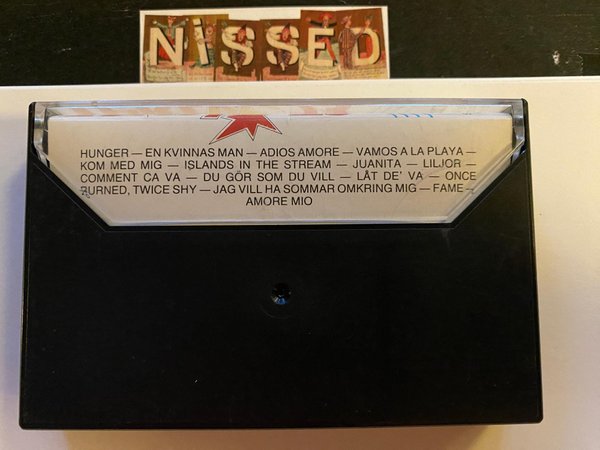 NiSSED
HUNGER — EN KVINNAS MAN — ADIOS AMORE — VAMOS A LA PLAYA —
KOM MED MIG — ISLANDS IN THE STREAM — JUANITA — LILJOR —
COMMENT CA VA — DU GÖR SOM DU VILL — LÅT DE' VA — ONCE
BURNED, TWICE SHY — JAG VILL HA SOMMAR OMKRING MIG — FAME —
AMORE MIO